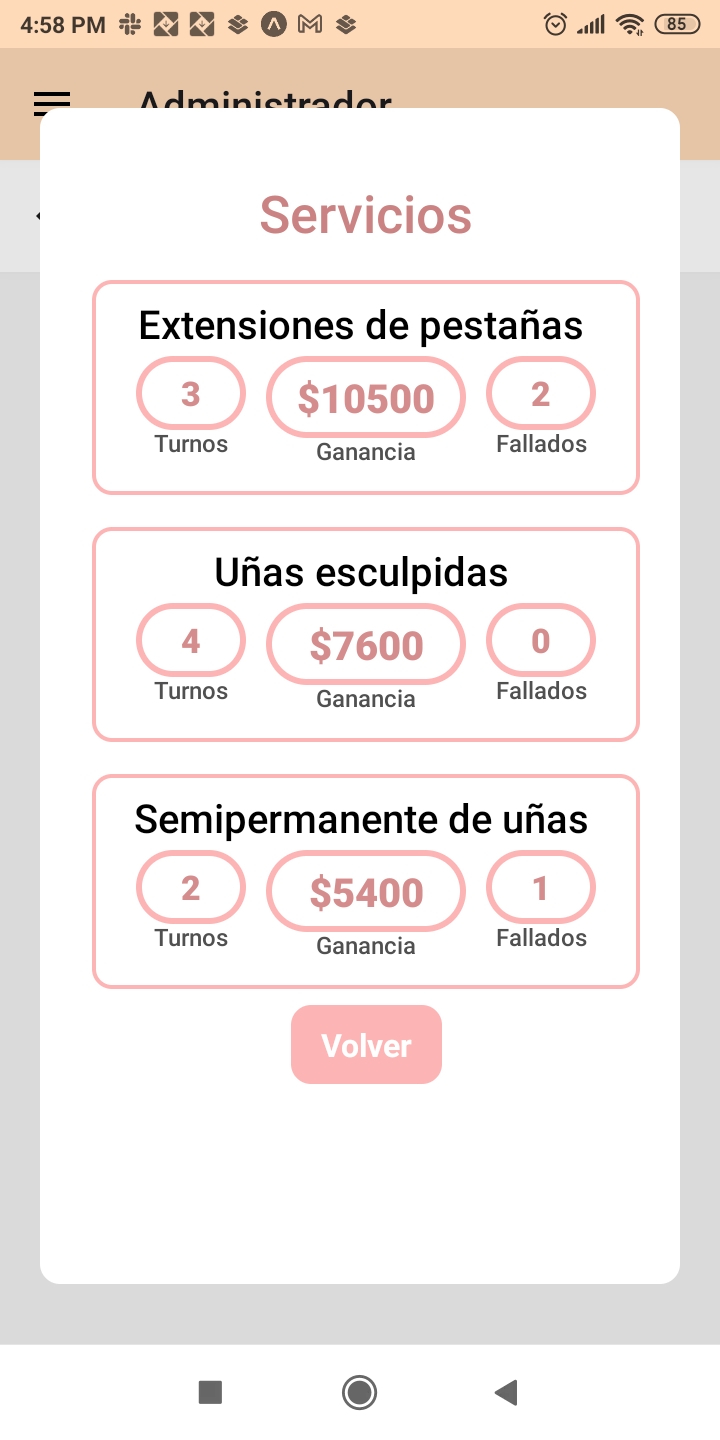 4:58 PM
85
Administrador
Servicios
Extensiones de pestañas
3 $10500 2
Turnos Ganancia Fallados
Uñas esculpidas
4 $7600 0
Turnos Ganancia Fallados
Semipermanente de uñas
2 $5400 1
Turnos Ganancia Fallados
Volver